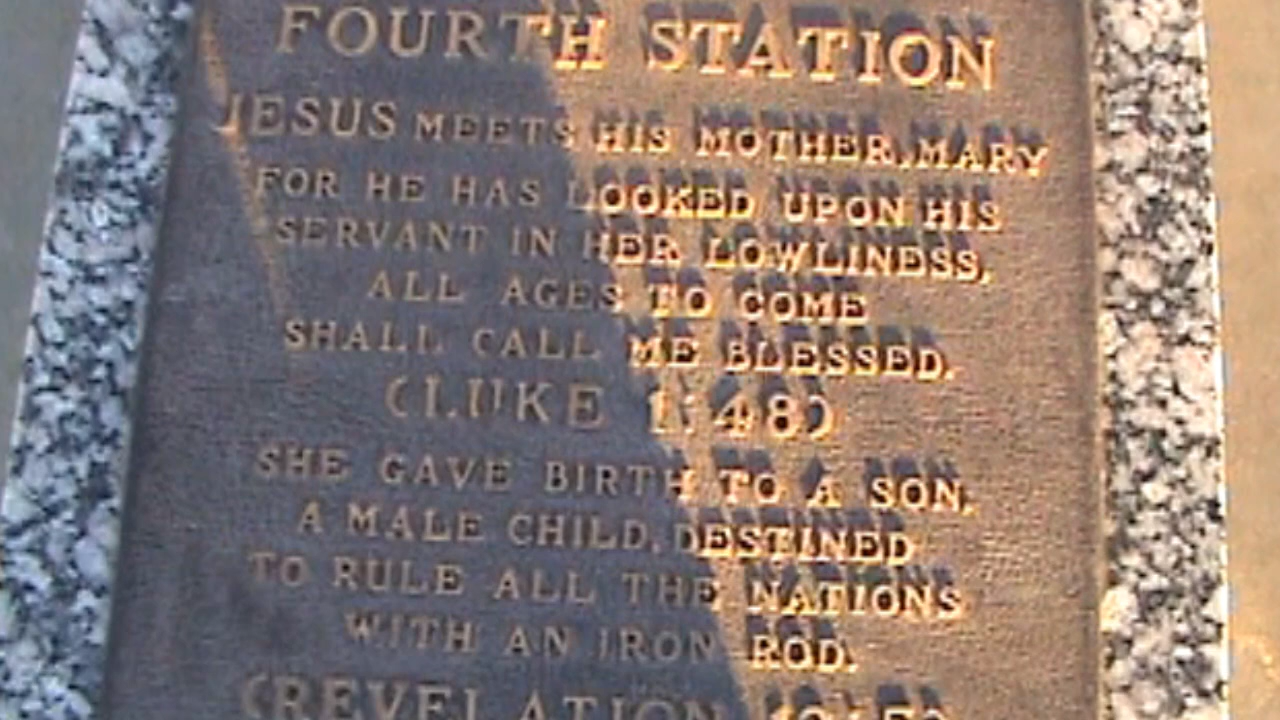 FOURTH STATION
JESUS MEETS HIS MOTHER, MARY
FOR HE HAS LOOKED UPON HIS
SERVANT IN HER LOWLINESS,
ALL AGES TO COME
SHALL CALL ME BLESSED.
(LUKE 1:48)
SHE GAVE BIRTH TO A SON,
A MALE CHILD, DESTINED
TO RULE ALL THE NATIONS
WITH AN IRON ROD.
(REVELATION